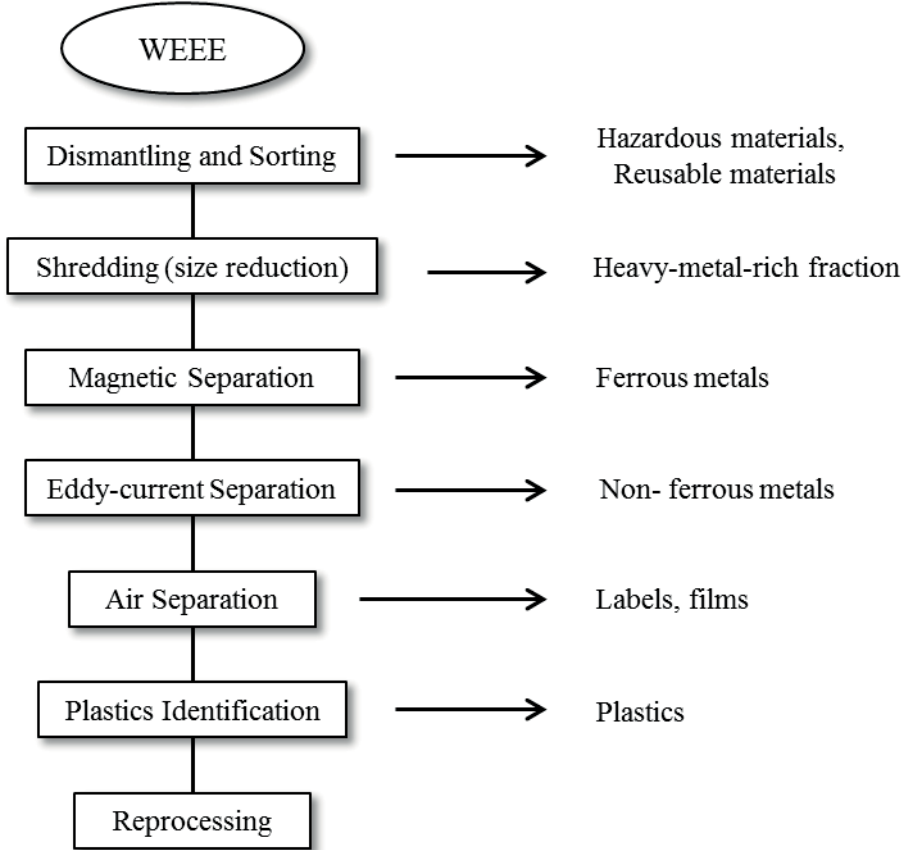 WEEE
Dismantling and Sorting
Hazardous materials,
Reusable materials
Shredding (size reduction)
Heavy-metal-rich fraction
Magnetic Separation
Ferrous metals
Eddy-current Separation
Non- ferrous metals
Air Separation
Labels, films
Plastics Identification
Plastics
Reprocessing